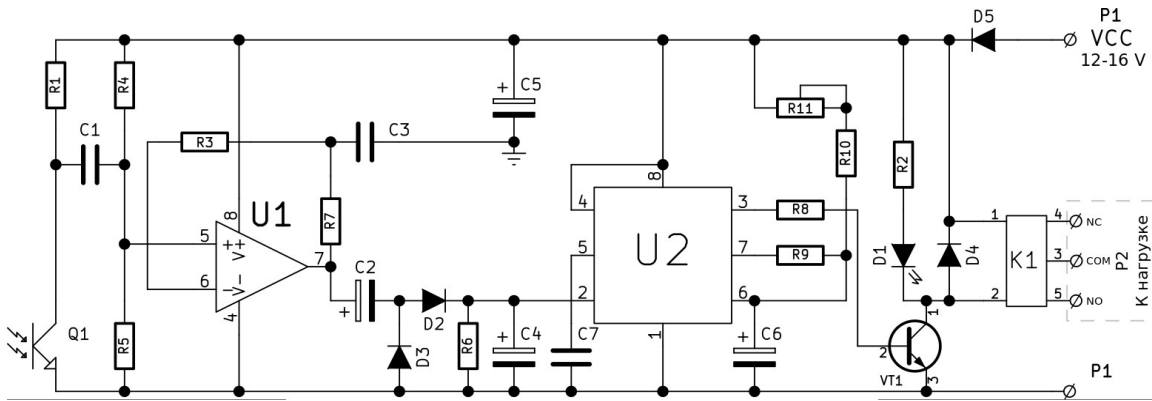 D5
P1
VCC
12-16 V
R1
R4
C5
+
R11
C1
R3
C3
R10
R2
8
8
4
3
R8
1
4
NC
U1
R7
5
++
V+
7
5
U2
7
R9
D1
D4
K1
3
COM
P2
К нагрузке
6
V-
C2
+
2
6
2
5
NO
4
D2
Q1
R5
D3
R6
+
C4
C7
1
+
C6
1
2
VT1
3
P1